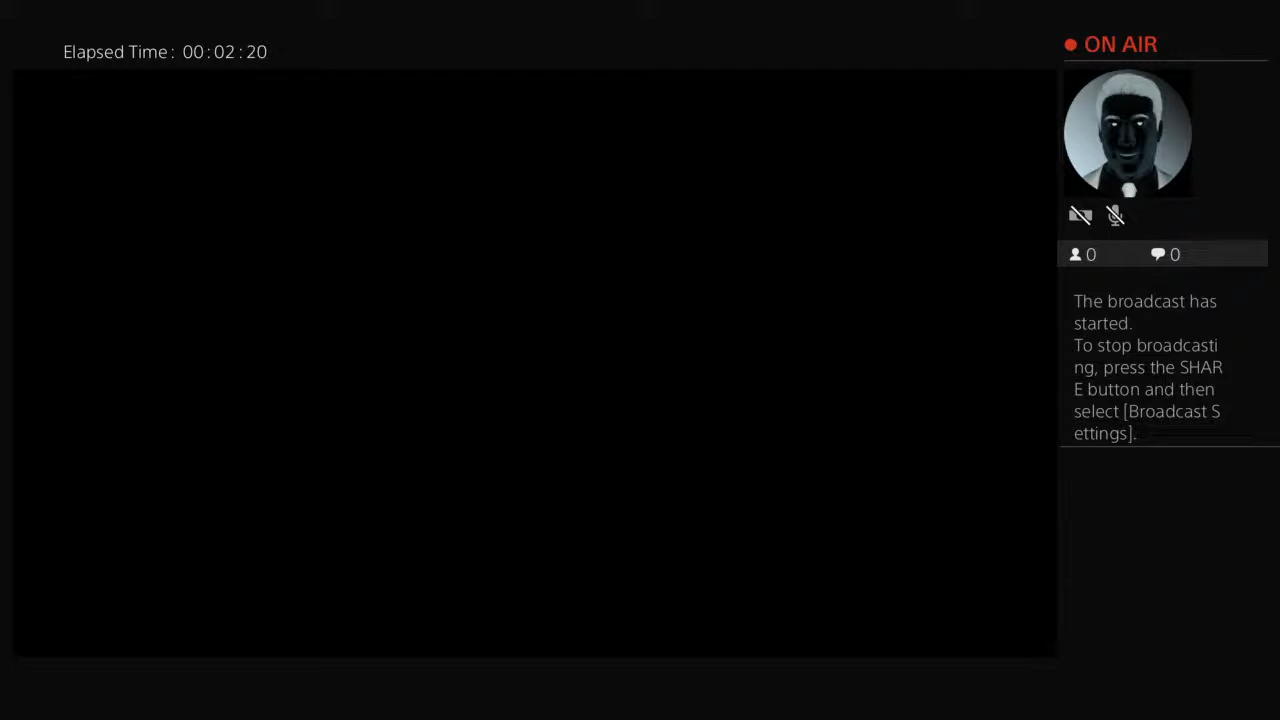 Elapsed Time: 00:02:20
ON AIR
0 0
The broadcast has
started.
To stop broadcasti
ng, press the SHAR
E button and then
select [Broadcast S
ettings].